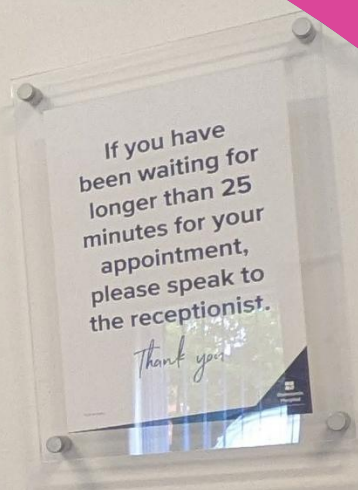 If you have
been waiting for
longer than 25
minutes for your
appointment,
please speak to
the receptionist.
Thank you